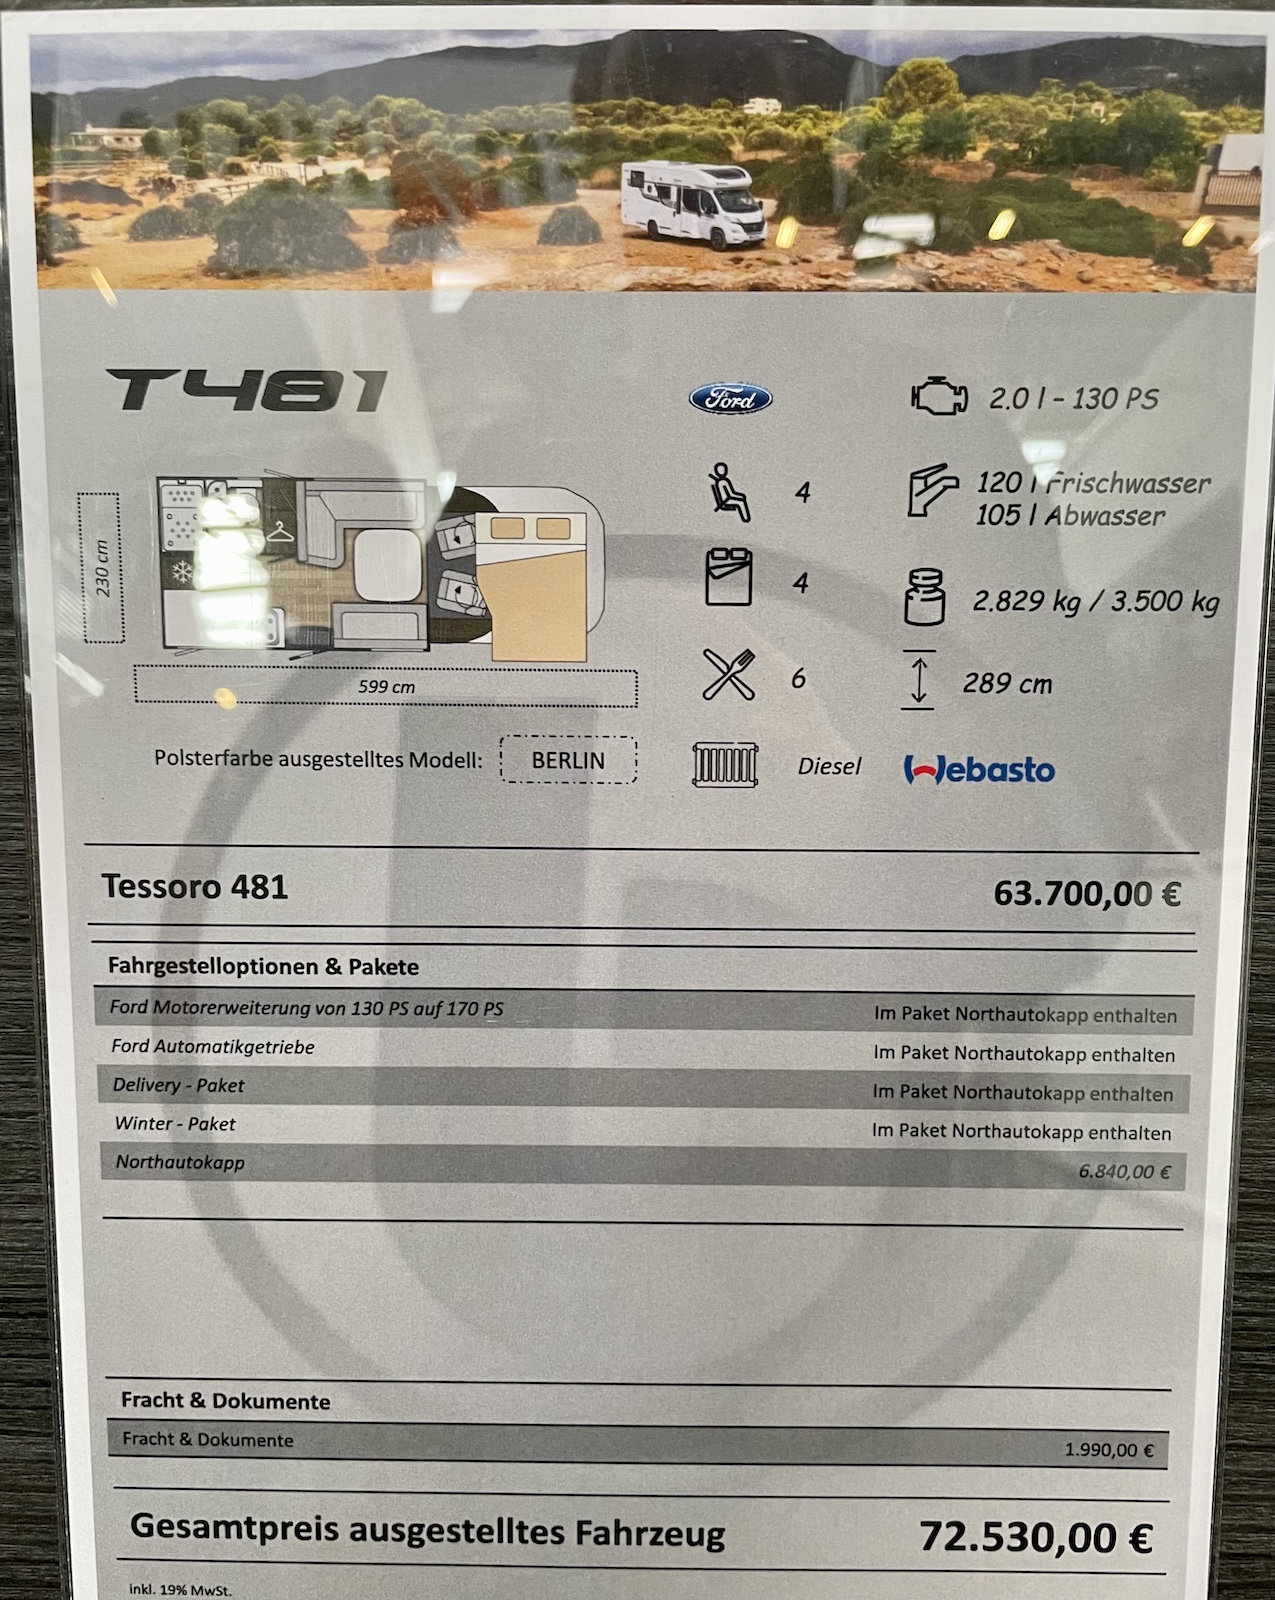 T481
Ford
2.0 l – 130 PS
230 cm
4
120 l Frischwasser
105 l Abwasser
4
2.829 kg / 3.500 kg
599 cm
6
289 cm
Polsterfarbe ausgestelltes Modell: BERLIN
Diesel
Webasto
Tessoro 481 63.700,00 €
Fahrgestelloptionen & Pakete
Ford Motorerweiterung von 130 PS auf 170 PS Im Paket Northautokapp enthalten
Ford Automatikgetriebe Im Paket Northautokapp enthalten
Delivery - Paket Im Paket Northautokapp enthalten
Winter - Paket Im Paket Northautokapp enthalten
Northautokapp 6.840,00 €
Fracht & Dokumente
Fracht & Dokumente 1.990,00 €
Gesamtpreis ausgestelltes Fahrzeug 72.530,00 €
inkl. 19% MwSt.